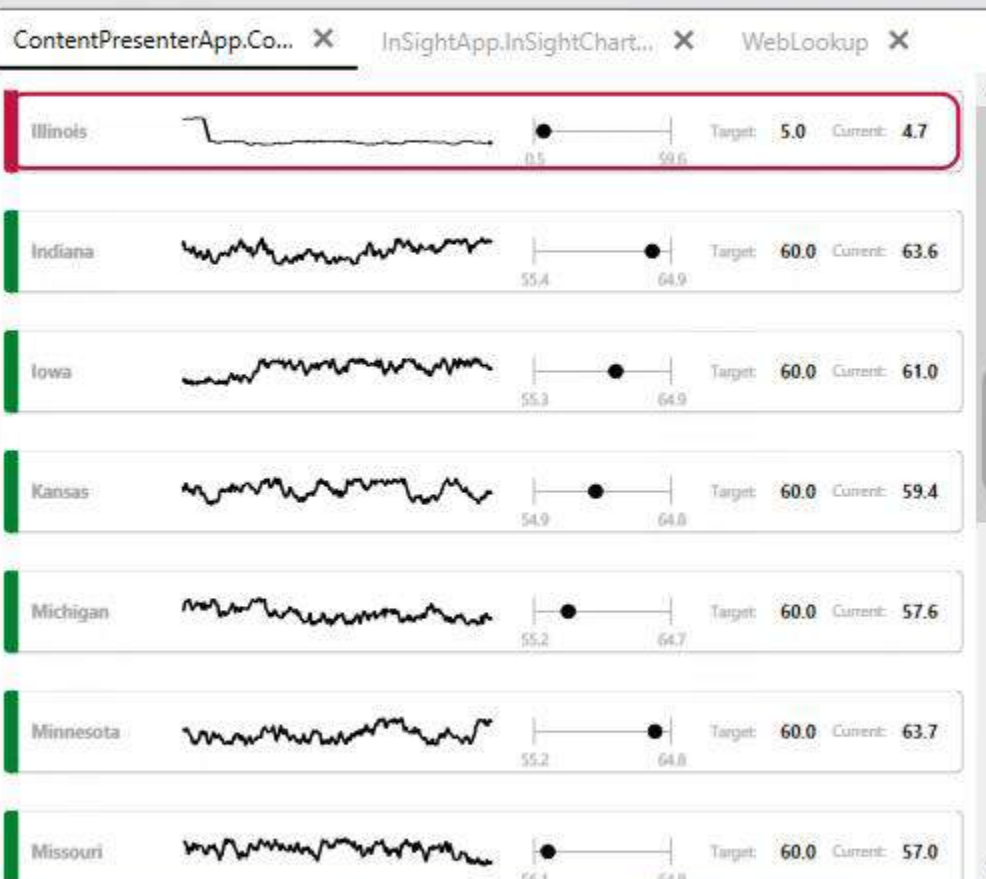 ContentPresenterApp.Co... InSightApp.InSightChart... WebLookup
Illinois 0.5 59.6 Target: 5.0 Current: 4.7
Indiana 55.4 64.9 Target: 60.0 Current: 63.6
Iowa 55.3 64.9 Target: 60.0 Current: 61.0
Kansas 54.9 64.8 Target: 60.0 Current: 59.4
Michigan 55.2 64.7 Target: 60.0 Current: 57.6
Minnesota 55.2 64.8 Target: 60.0 Current: 63.7
Missouri Target: 60.0 Current: 57.0